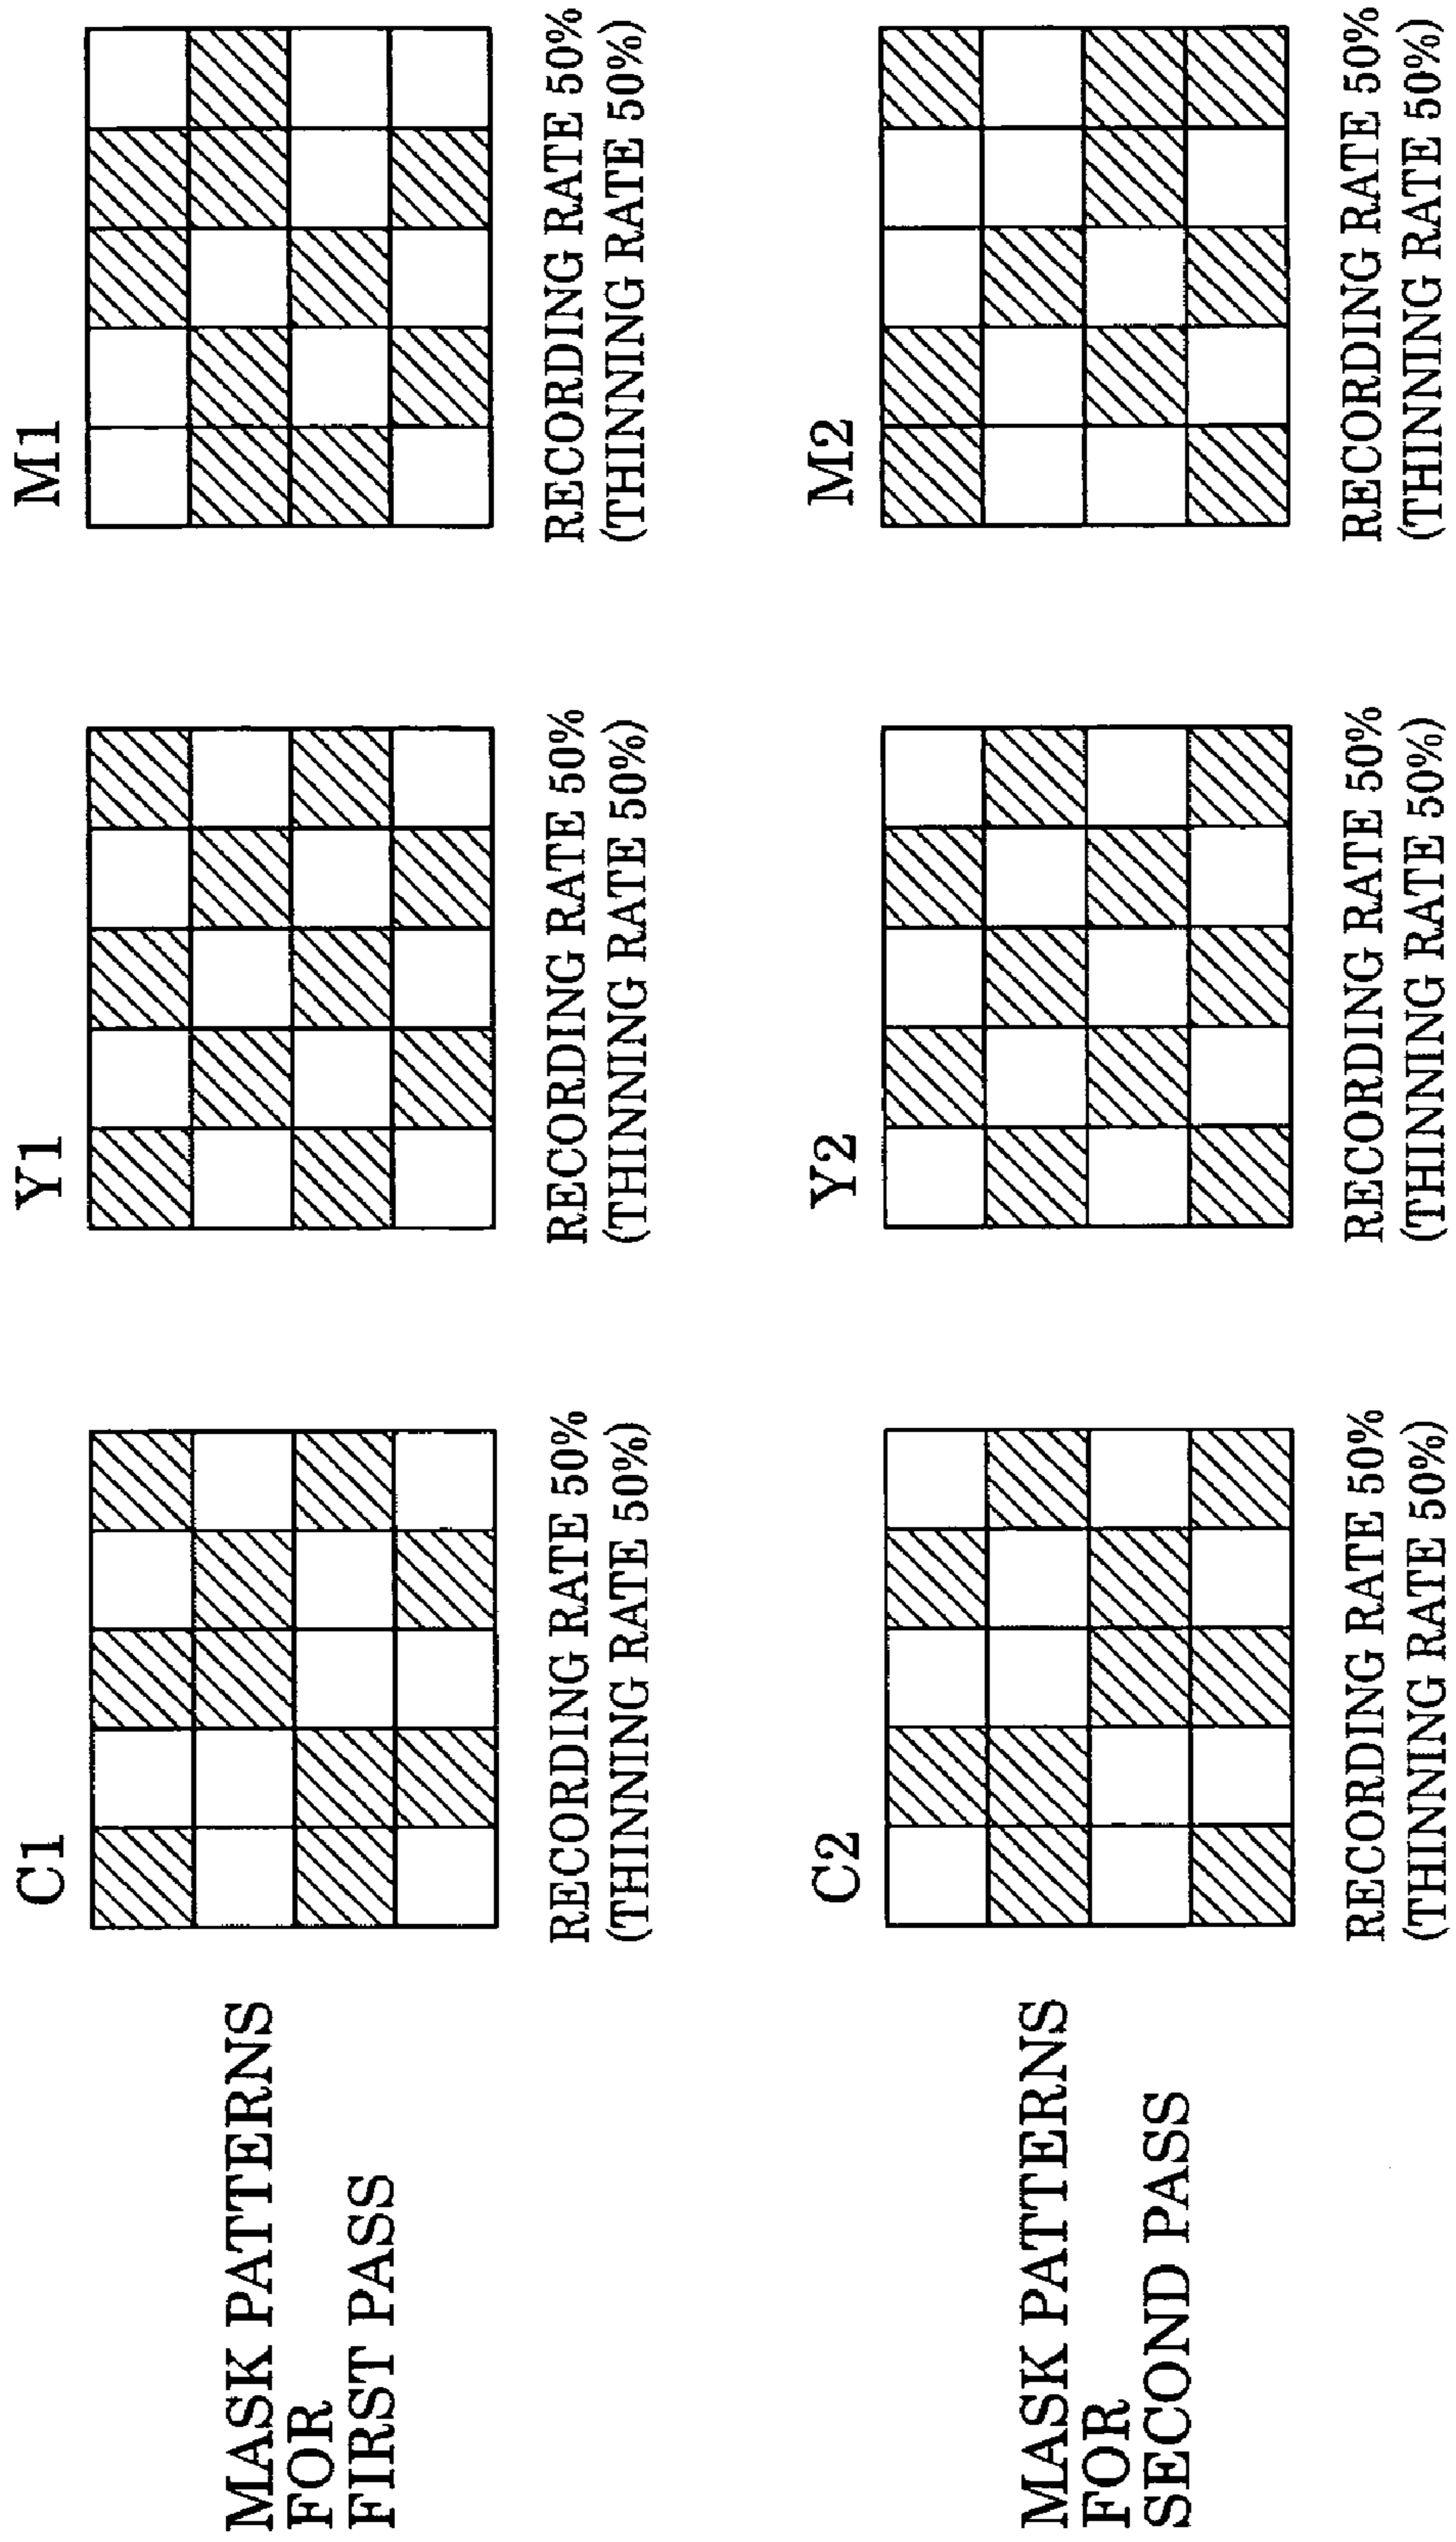 MASK PATTERNS
FOR
FIRST PASS
C1
RECORDING RATE 50%
(THINNING RATE 50%)
Y1
RECORDING RATE 50%
(THINNING RATE 50%)
M1
RECORDING RATE 50%
(THINNING RATE 50%)
MASK PATTERNS
FOR
SECOND PASS
C2
RECORDING RATE 50%
(THINNING RATE 50%)
Y2
RECORDING RATE 50%
(THINNING RATE 50%)
M2
RECORDING RATE 50%
(THINNING RATE 50%)